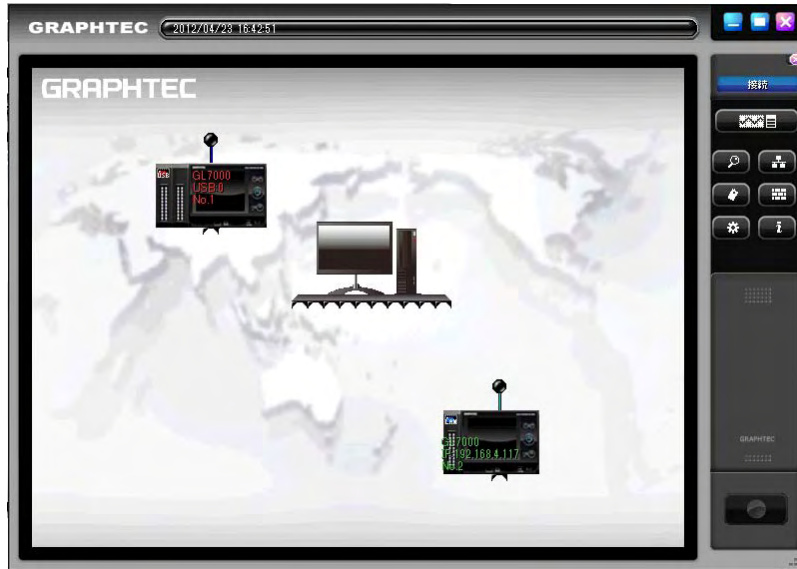 GRAPHTEC
2012/04/23 16:42:51
接続
GRAPHTEC
USB
GL7000
USB:0
No.1
GL7000
IP:192.168.4.117
No.2
GRAPHTEC